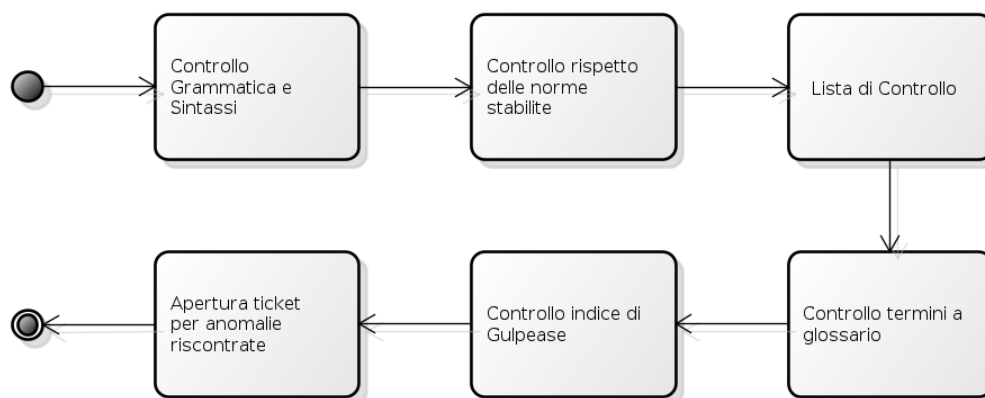 Controllo
Grammatica e
Sintassi
Controllo rispetto
delle norme
stabilite
Lista di Controllo
Controllo termini a
glossario
Controllo indice di
Gulpease
Apertura ticket
per anomalie
riscontrate